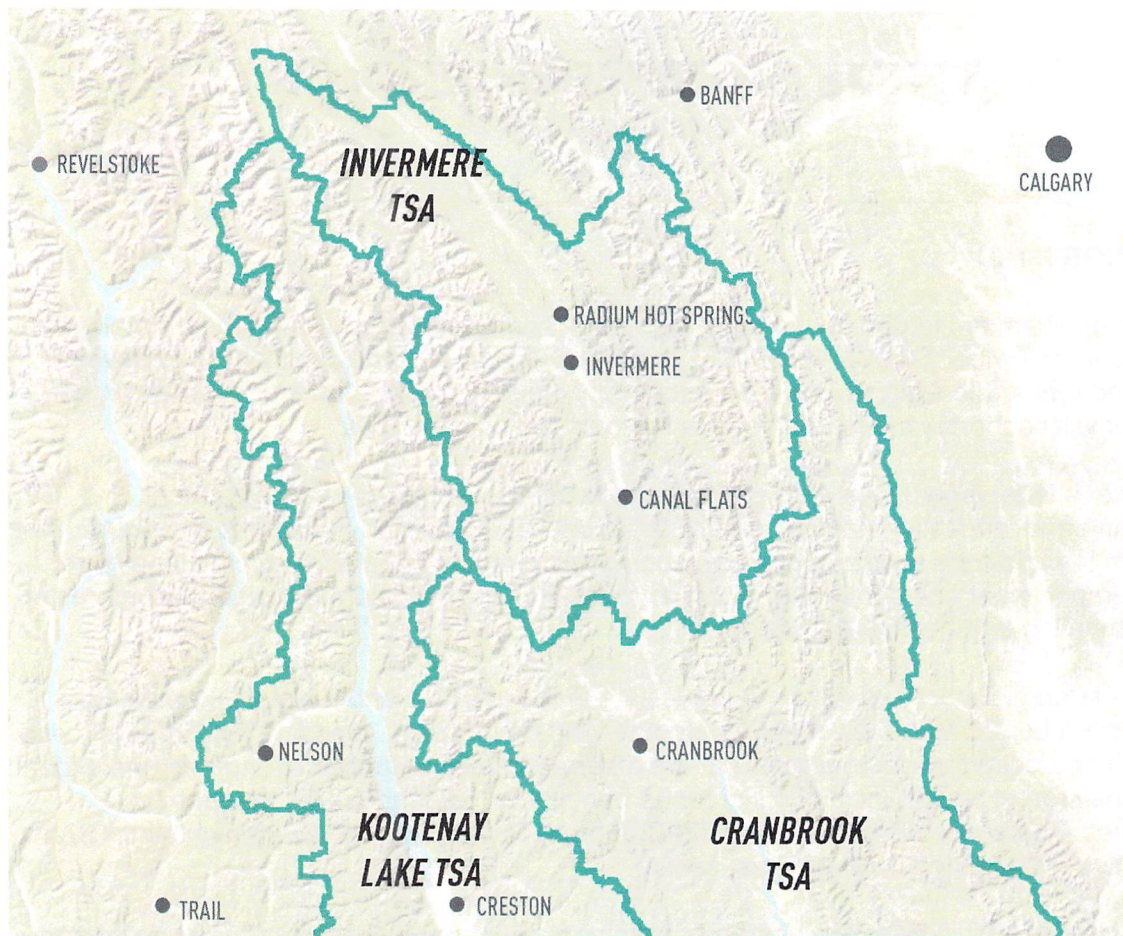 BANFF
REVELSTOKE
INVERMERE
TSA
CALGARY
RADIUM HOT SPRINGS
INVERMERE
CANAL FLATS
NELSON
CRANBROOK
KOOTENAY
LAKE TSA
CRANBROOK
TSA
TRAIL
CRESTON